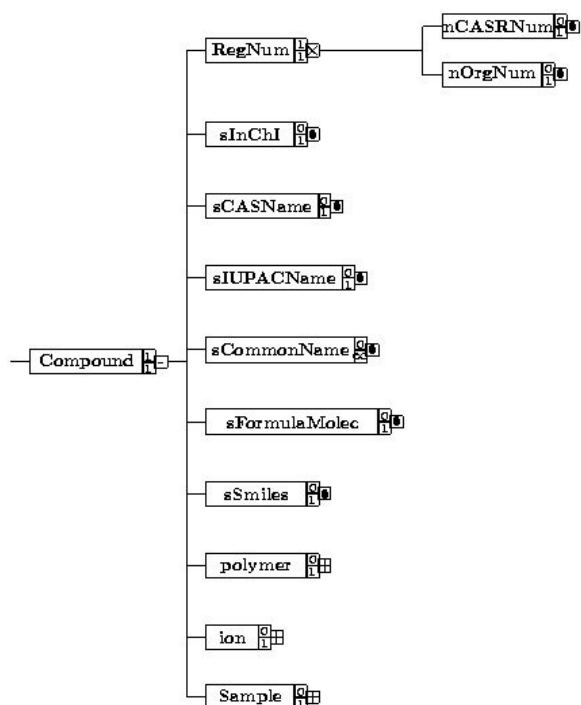 RegNum
nCASRNum
nOrgNum
sInChI
sCASName
sIUPACName
sCommonName
Compound
sFormulaMolec
sSmiles
polymer
ion
Sample